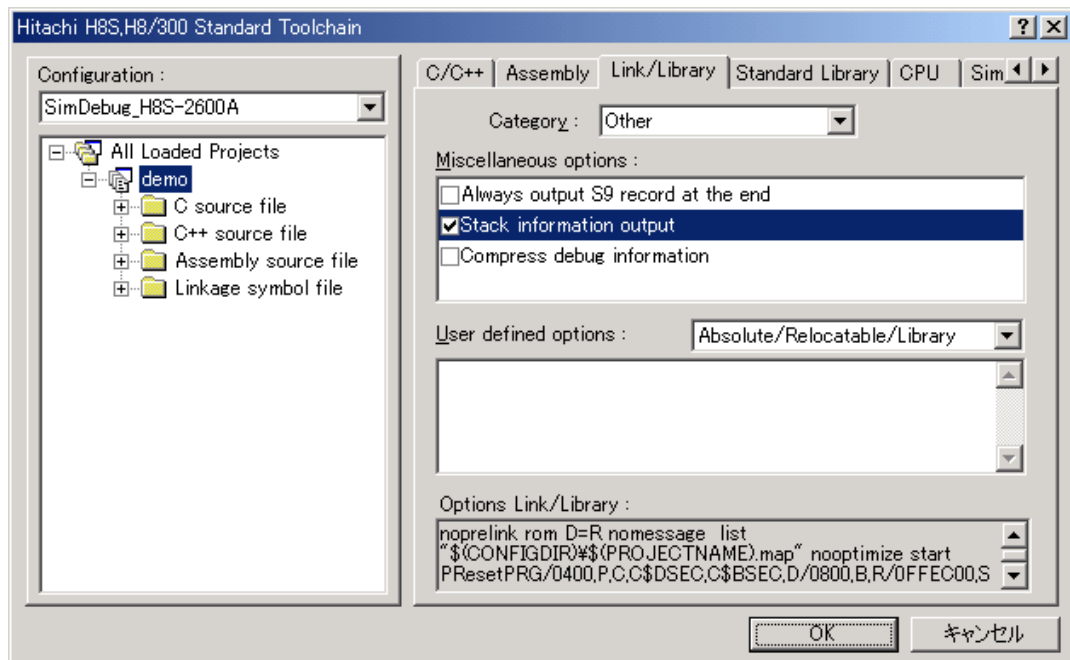 Hitachi H8S,H8/300 Standard Toolchain
Configuration :
SimDebug_H8S-2600A
All Loaded Projects
demo
C source file
C++ source file
Assembly source file
Linkage symbol file
C/C++ Assembly Link/Library Standard Library CPU Sim
Category : Other
Miscellaneous options :
Always output S9 record at the end
Stack information output
Compress debug information
User defined options : Absolute/Relocatable/Library
Options Link/Library :
noprelink rom D=R nomessage list
"$(CONFIGDIR)¥$(PROJECTNAME).map" nooptimize start
PResetPRG/0400,P,C,C$DSEC,C$BSEC,D/0800,B,R/0FFEC00,S
OK キャンセル